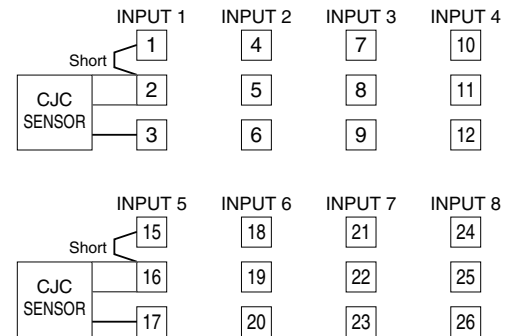 INPUT 1 INPUT 2 INPUT 3 INPUT 4
1 4 7 10
Short
2 5 8 11
CJC
SENSOR
3 6 9 12
INPUT 5 INPUT 6 INPUT 7 INPUT 8
15 18 21 24
Short
16 19 22 25
CJC
SENSOR
17 20 23 26